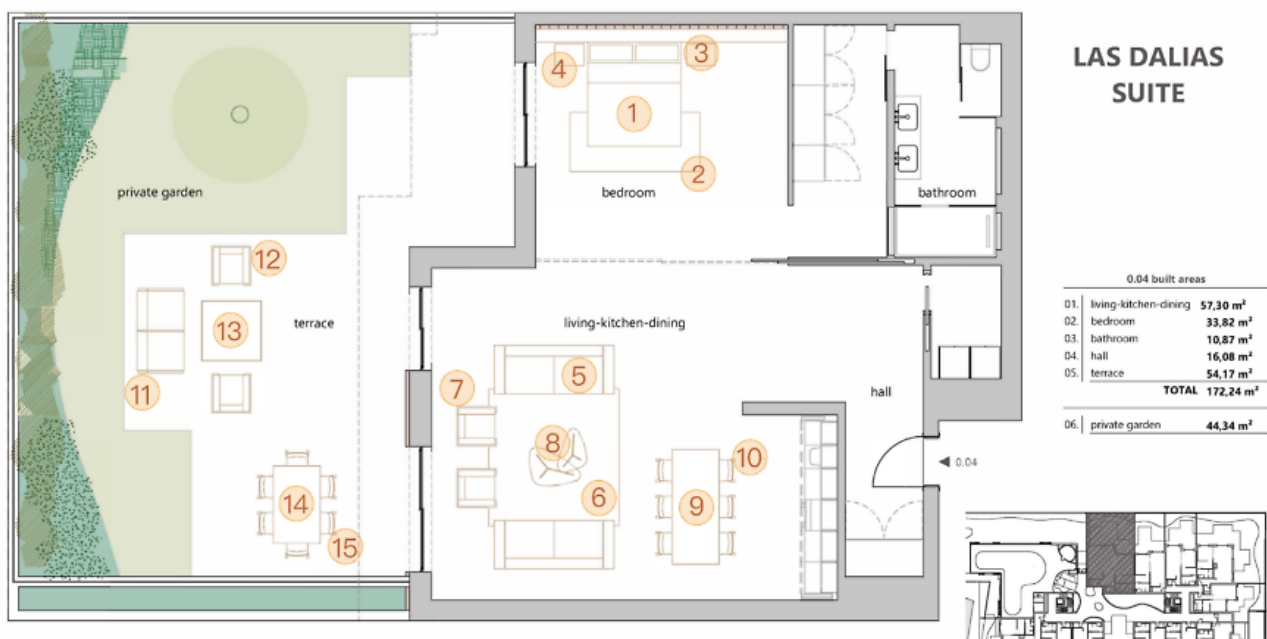 LAS DALIAS
SUITE
3
4
1
2
private garden
bedroom
bathroom
12
13
terrace
living-kitchen-dining
11
7
5
hall
8
10
6
9
14
15
0.04
0.04 built areas
01. living-kitchen-dining 57,30 m²
02. bedroom 33,82 m²
03. bathroom 10,87 m²
04. hall 16,08 m²
05. terrace 54,17 m²
TOTAL 172,24 m²
06. private garden 44,34 m²